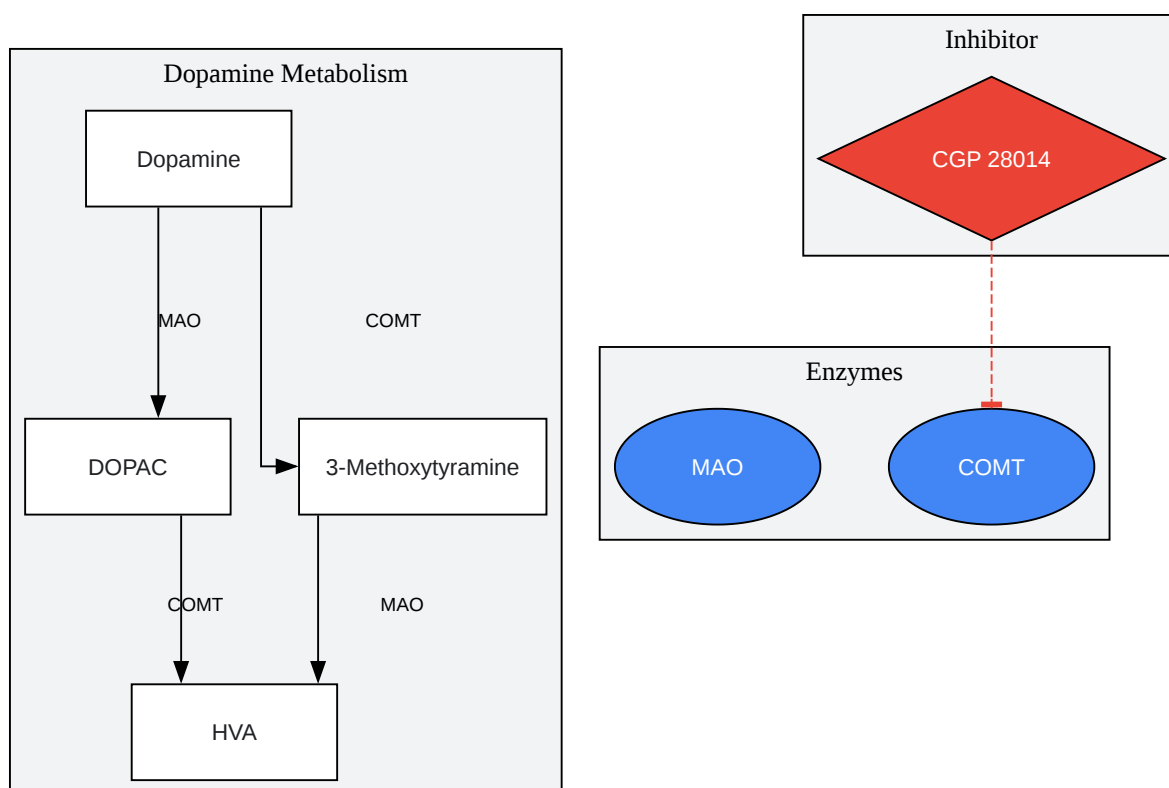 Dopamine Metabolism
Dopamine
MAO
COMT
DOPAC
3-Methoxytyramine
COMT
MAO
HVA
Inhibitor
CGP 28014
Enzymes
MAO
COMT